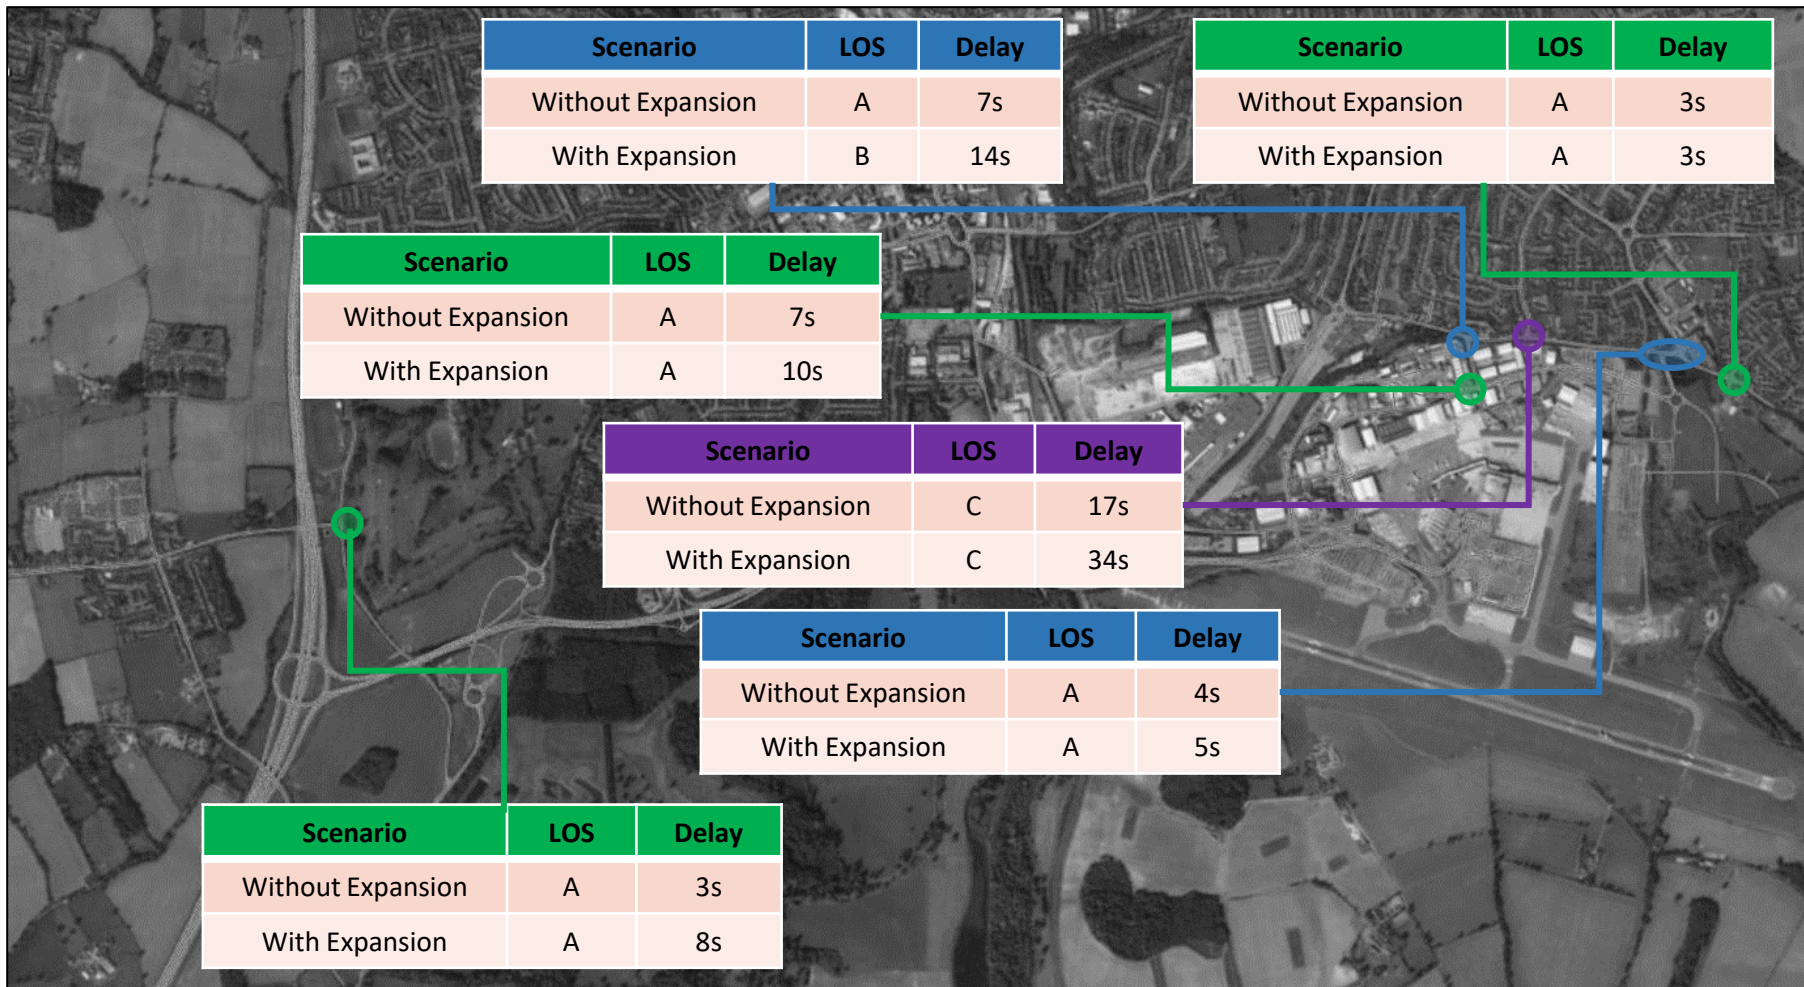 Scenario LOS Delay
Without Expansion A 7s
With Expansion B 14s
Scenario LOS Delay
Without Expansion A 3s
With Expansion A 3s
Scenario LOS Delay
Without Expansion A 7s
With Expansion A 10s
Scenario LOS Delay
Without Expansion C 17s
With Expansion C 34s
Scenario LOS Delay
Without Expansion A 4s
With Expansion A 5s
Scenario LOS Delay
Without Expansion A 3s
With Expansion A 8s